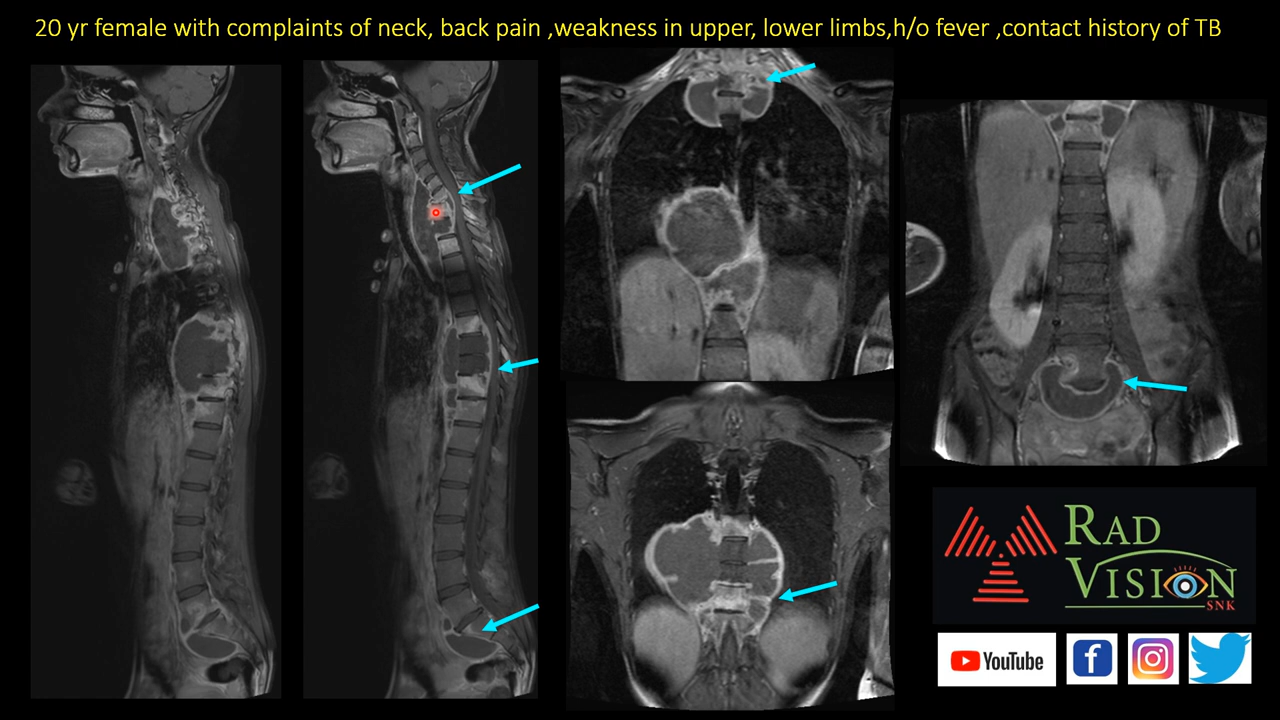 20 yr female with complaints of neck, back pain ,weakness in upper, lower limbs,h/o fever ,contact history of TB
RAD
VISION
SNK
YouTube